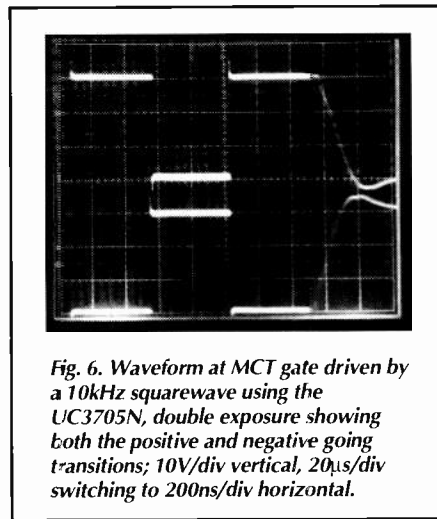 Fig. 6. Waveform at MCT gate driven by
a 10kHz squarewave using the
UC3705N, double exposure showing
both the positive and negative going
transitions; 10V/div vertical, 20µs/div
switching to 200ns/div horizontal.